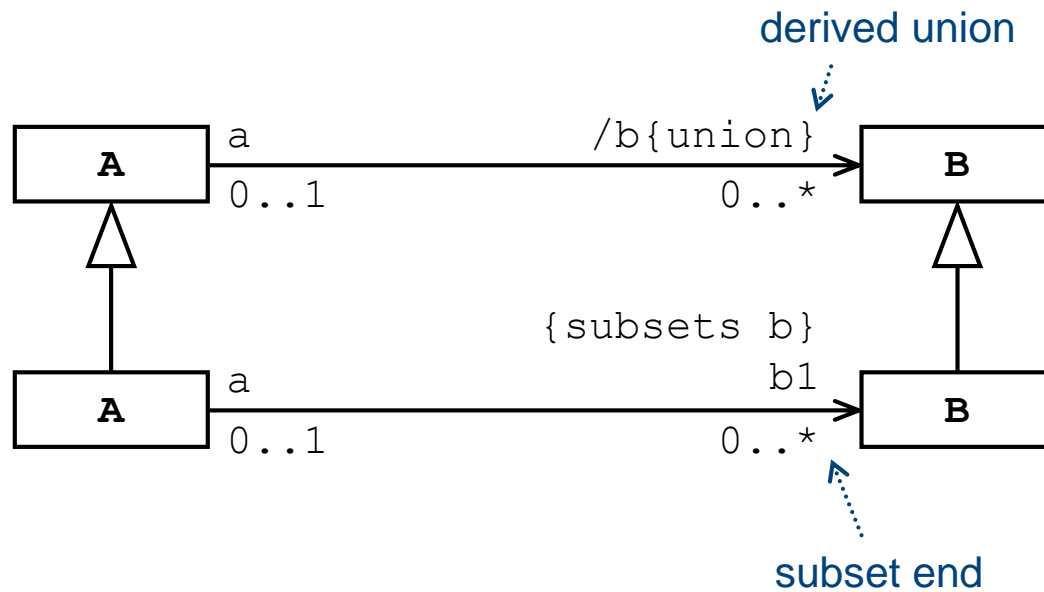 derived union
a
/b{union}
A
B
0..1
0..*
{subsets b}
a
b1
A
B
0..1
0..*
subset end